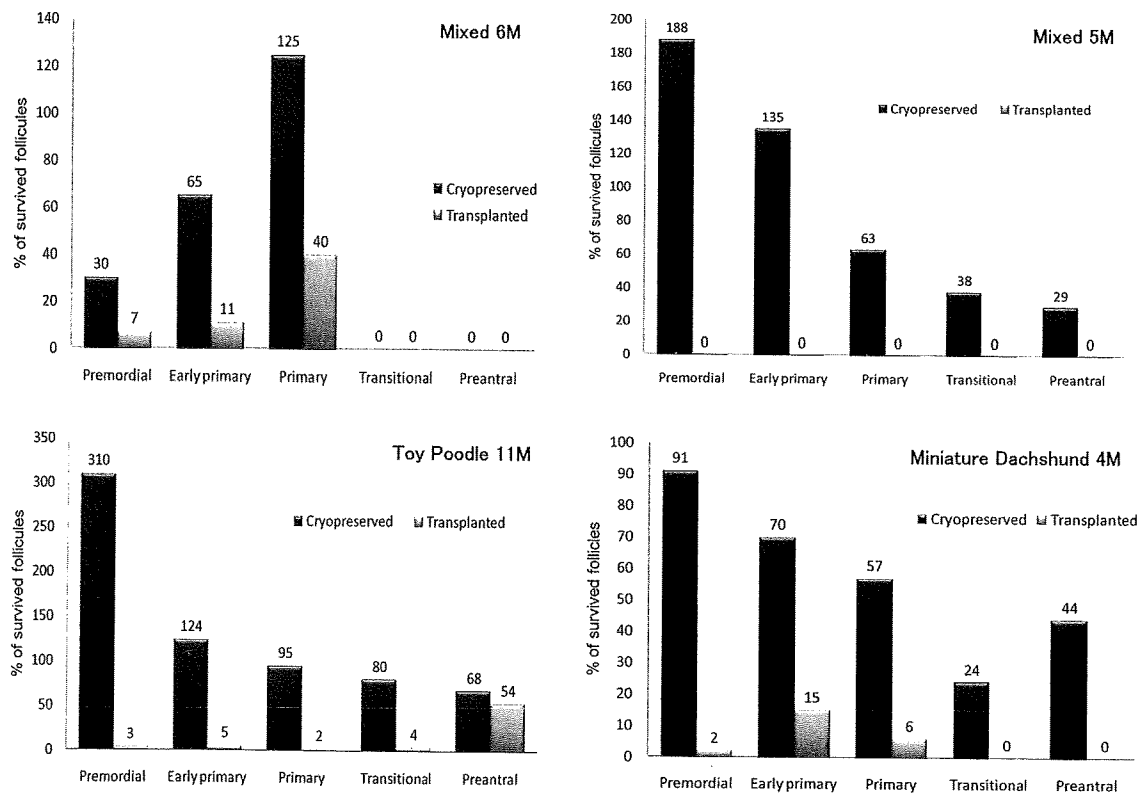 Mixed 6M
% of survived follicules
140
120
100
80
60
40
20
0
30
7
65
11
125
40
0
0
0
0
Cryopreserved
Transplanted
Premordial
Early primary
Primary
Transitional
Preantral
Mixed 5M
% of survived follicules
200
180
160
140
120
100
80
60
40
20
0
188
0
135
0
63
0
38
0
29
0
Cryopreserved
Transplanted
Premordial
Early primary
Primary
Transitional
Preantral
Toy Poodle 11M
% of survived follicules
350
300
250
200
150
100
50
0
310
3
124
5
95
2
80
4
68
54
Cryopreserved
Transplanted
Premordial
Early primary
Primary
Transitional
Preantral
Miniature Dachshund 4M
% of survived follicles
100
90
80
70
60
50
40
30
20
10
0
91
2
70
15
57
6
24
0
44
0
Cryopreserved
Transplanted
Premordial
Early primary
Primary
Transitional
Preantral